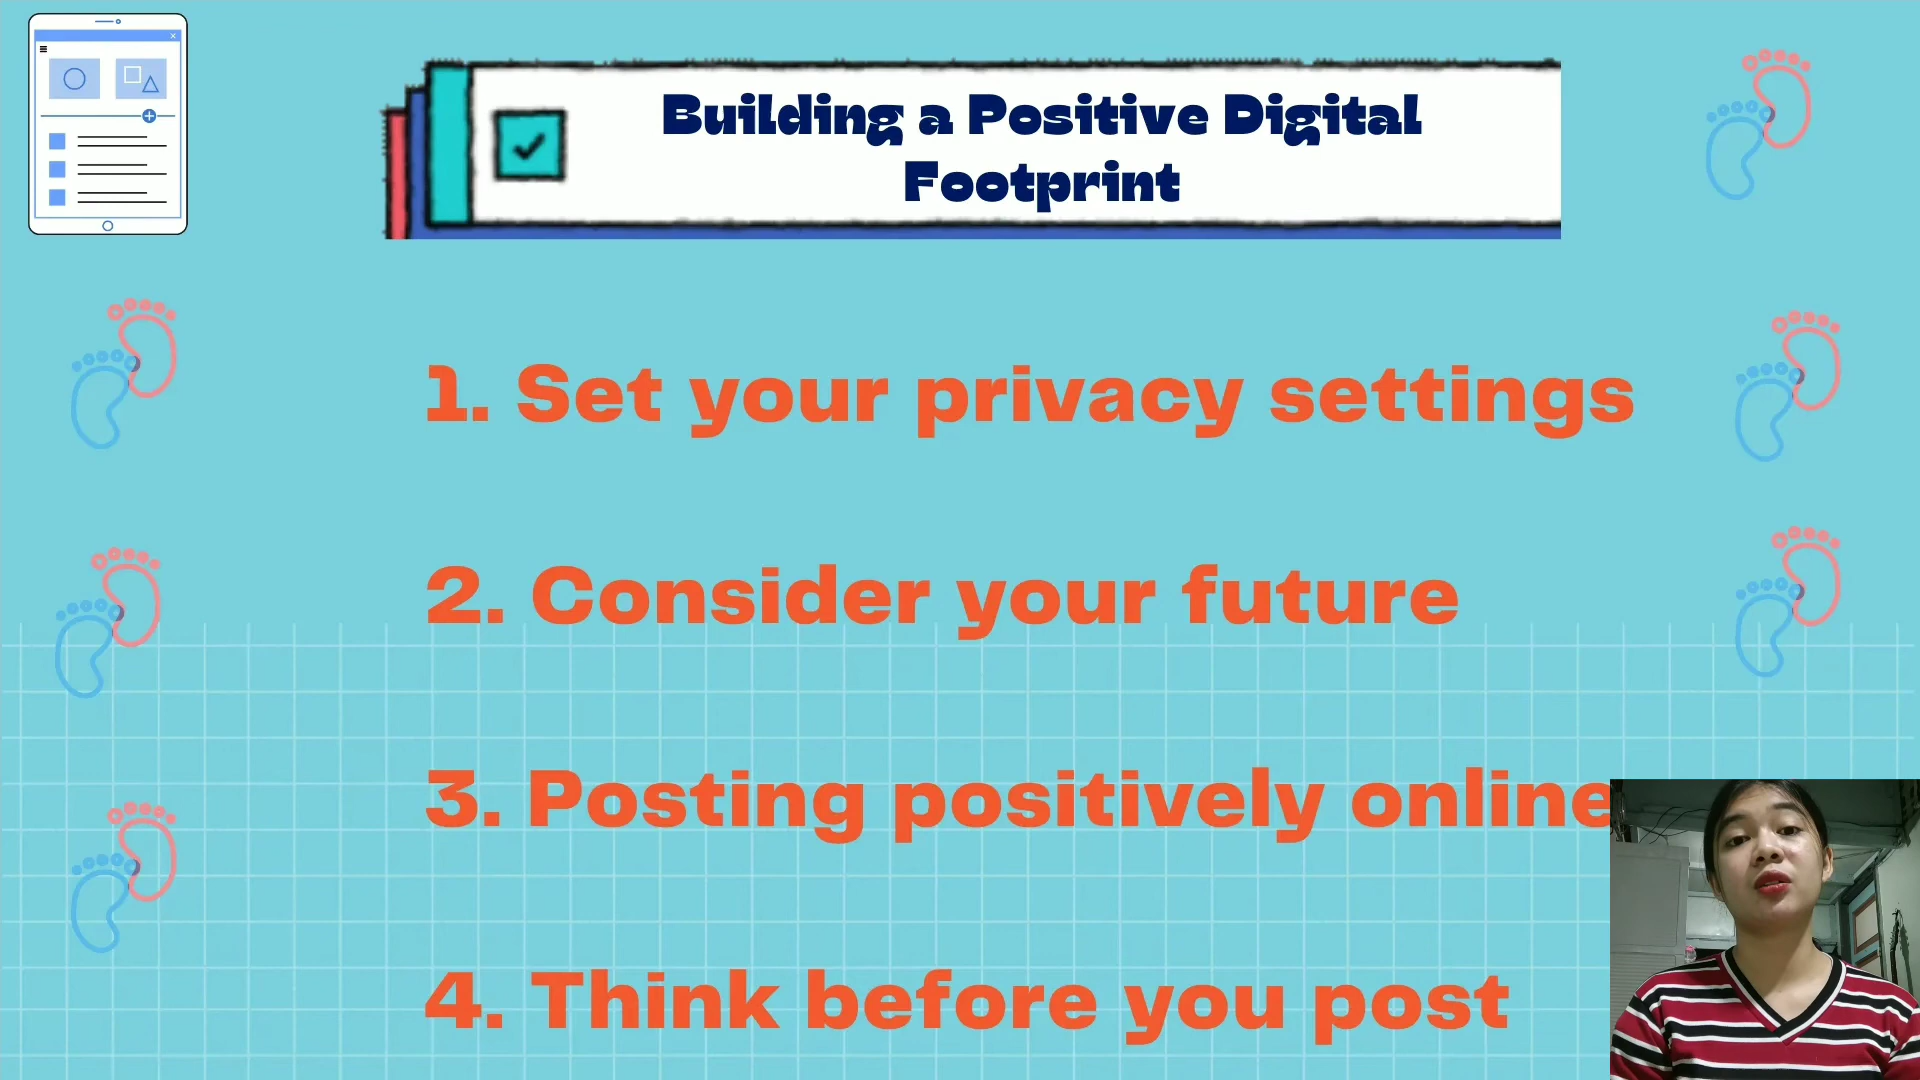 Building a Positive Digital
Footprint
1. Set your privacy settings
2. Consider your future
3. Posting positively online
4. Think before you post